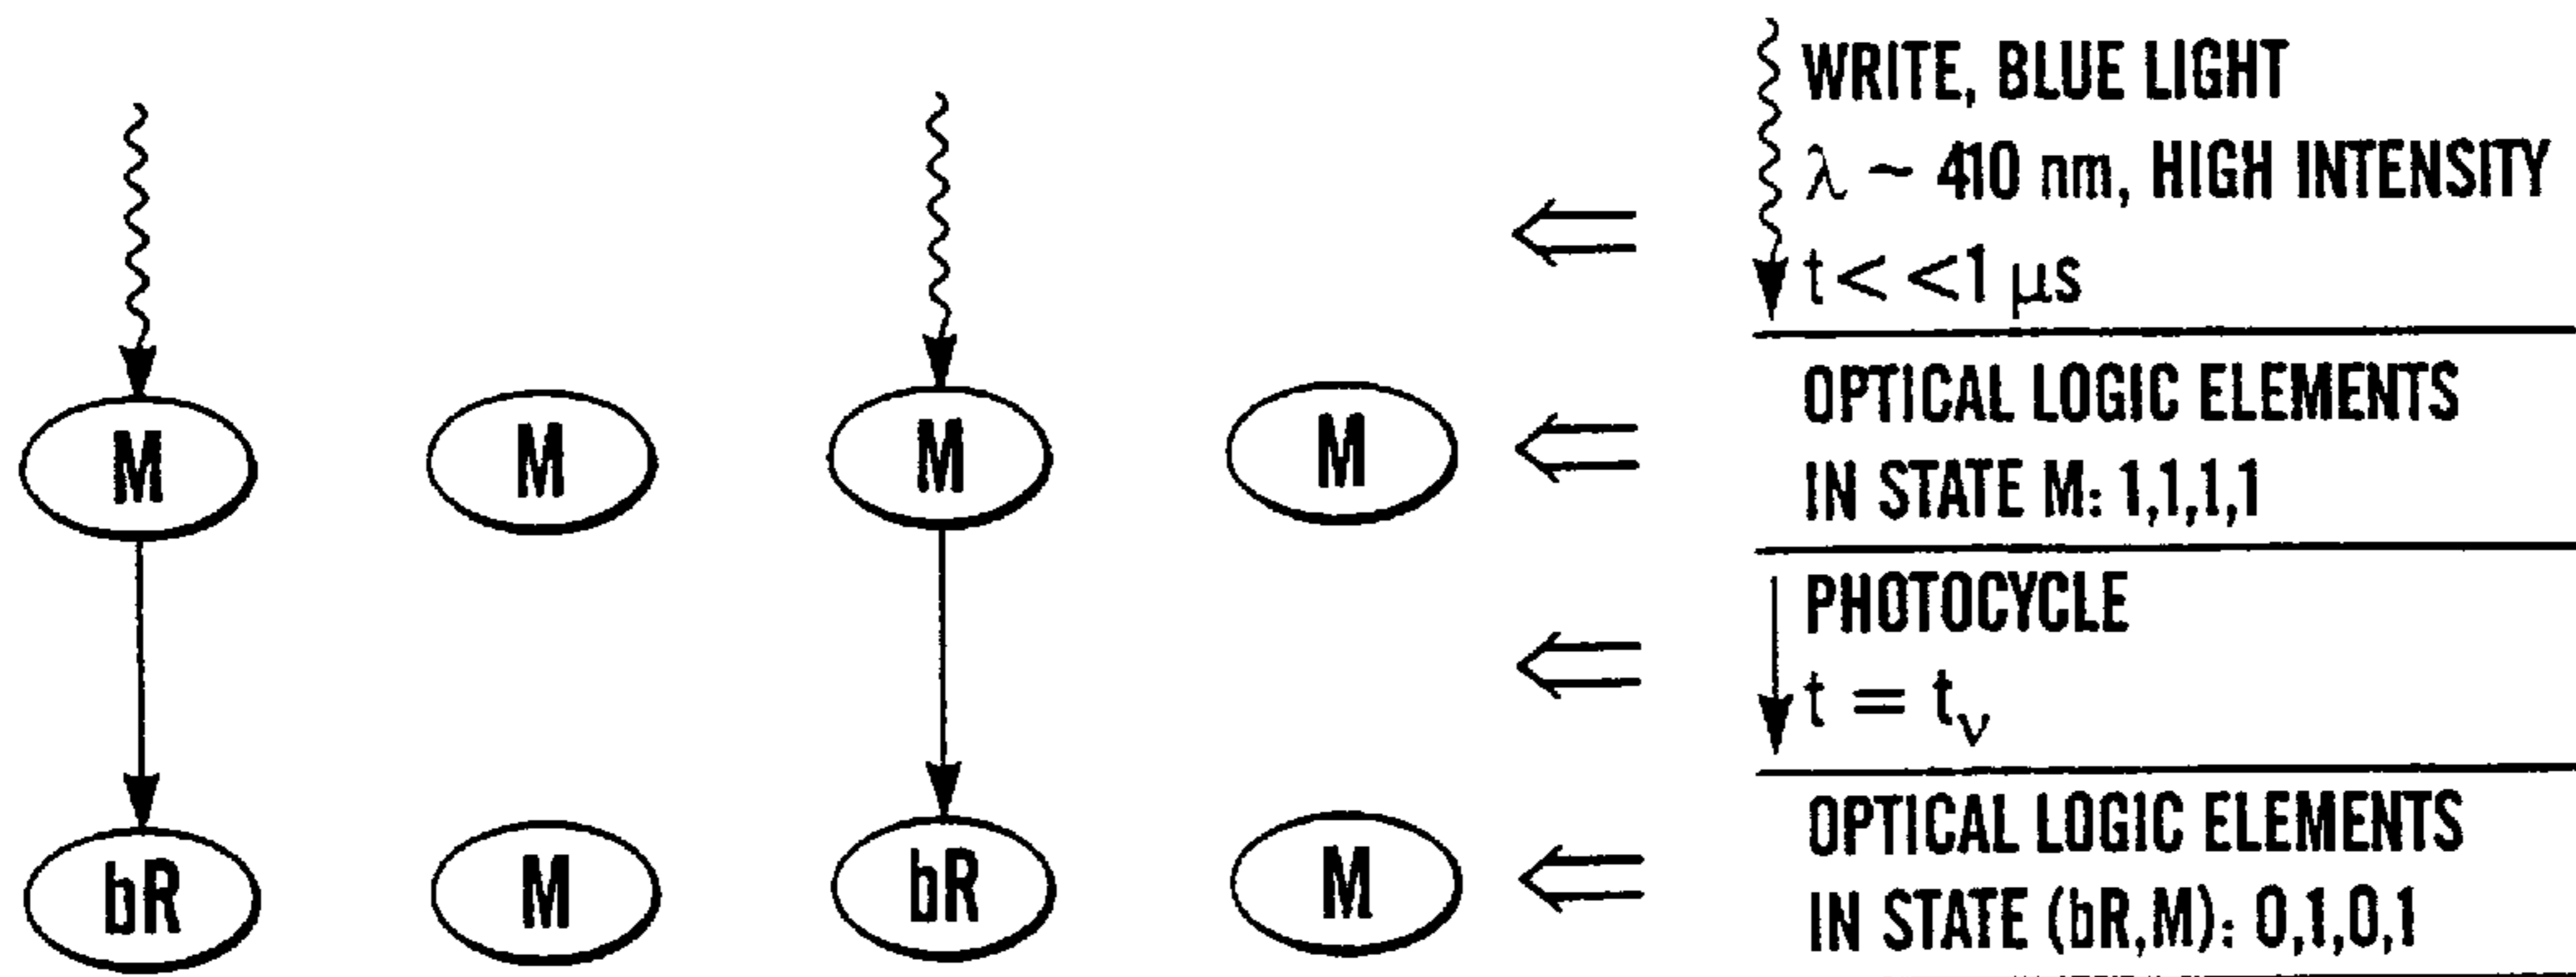 WRITE, BLUE LIGHT
λ ~ 410 nm, HIGH INTENSITY
t< <1 μs
M M M M
OPTICAL LOGIC ELEMENTS
IN STATE M: 1,1,1,1
PHOTOCYCLE
t = tᵥ
bR M bR M
OPTICAL LOGIC ELEMENTS
IN STATE (bR,M): 0,1,0,1